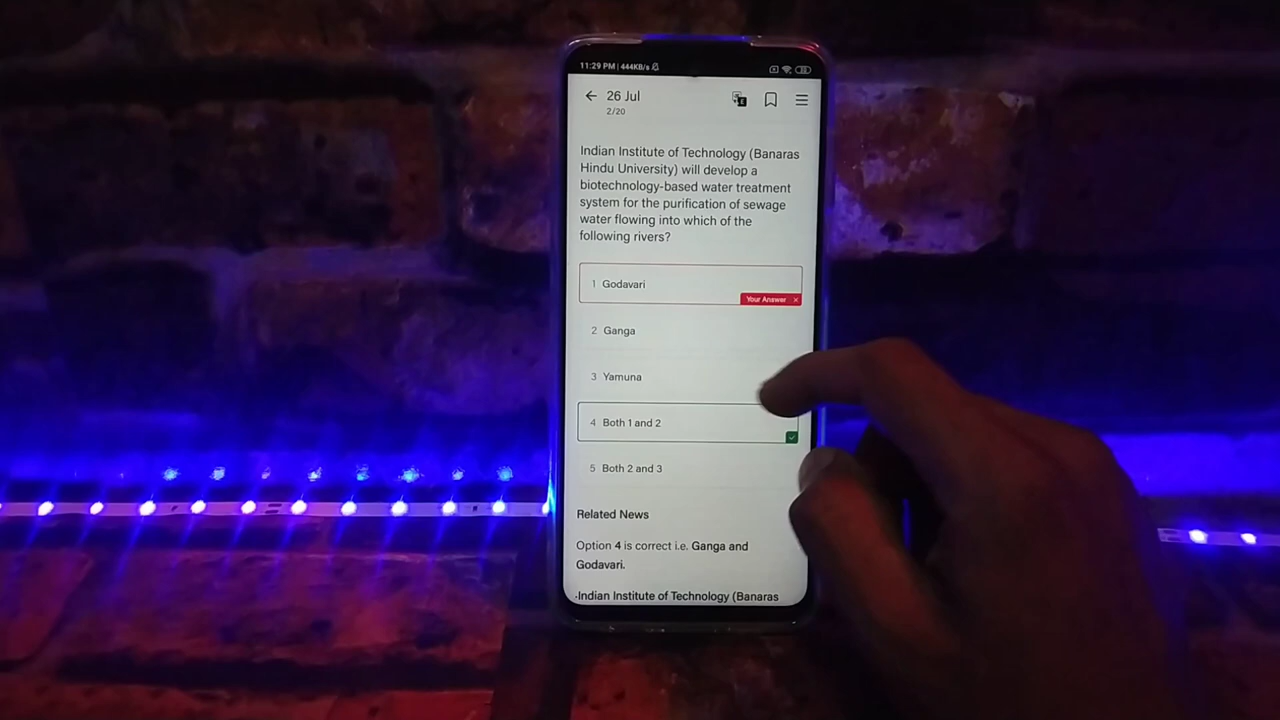 11:29 PM | 444KB/s
26 Jul
2/20
Indian Institute of Technology (Banaras
Hindu University) will develop a
biotechnology-based water treatment
system for the purification of sewage
water flowing into which of the
following rivers?
1 Godavari
Your Answer ×
2 Ganga
3 Yamuna
4 Both 1 and 2
5 Both 2 and 3
Related News
Option 4 is correct i.e. Ganga and
Godavari.
·Indian Institute of Technology (Banaras